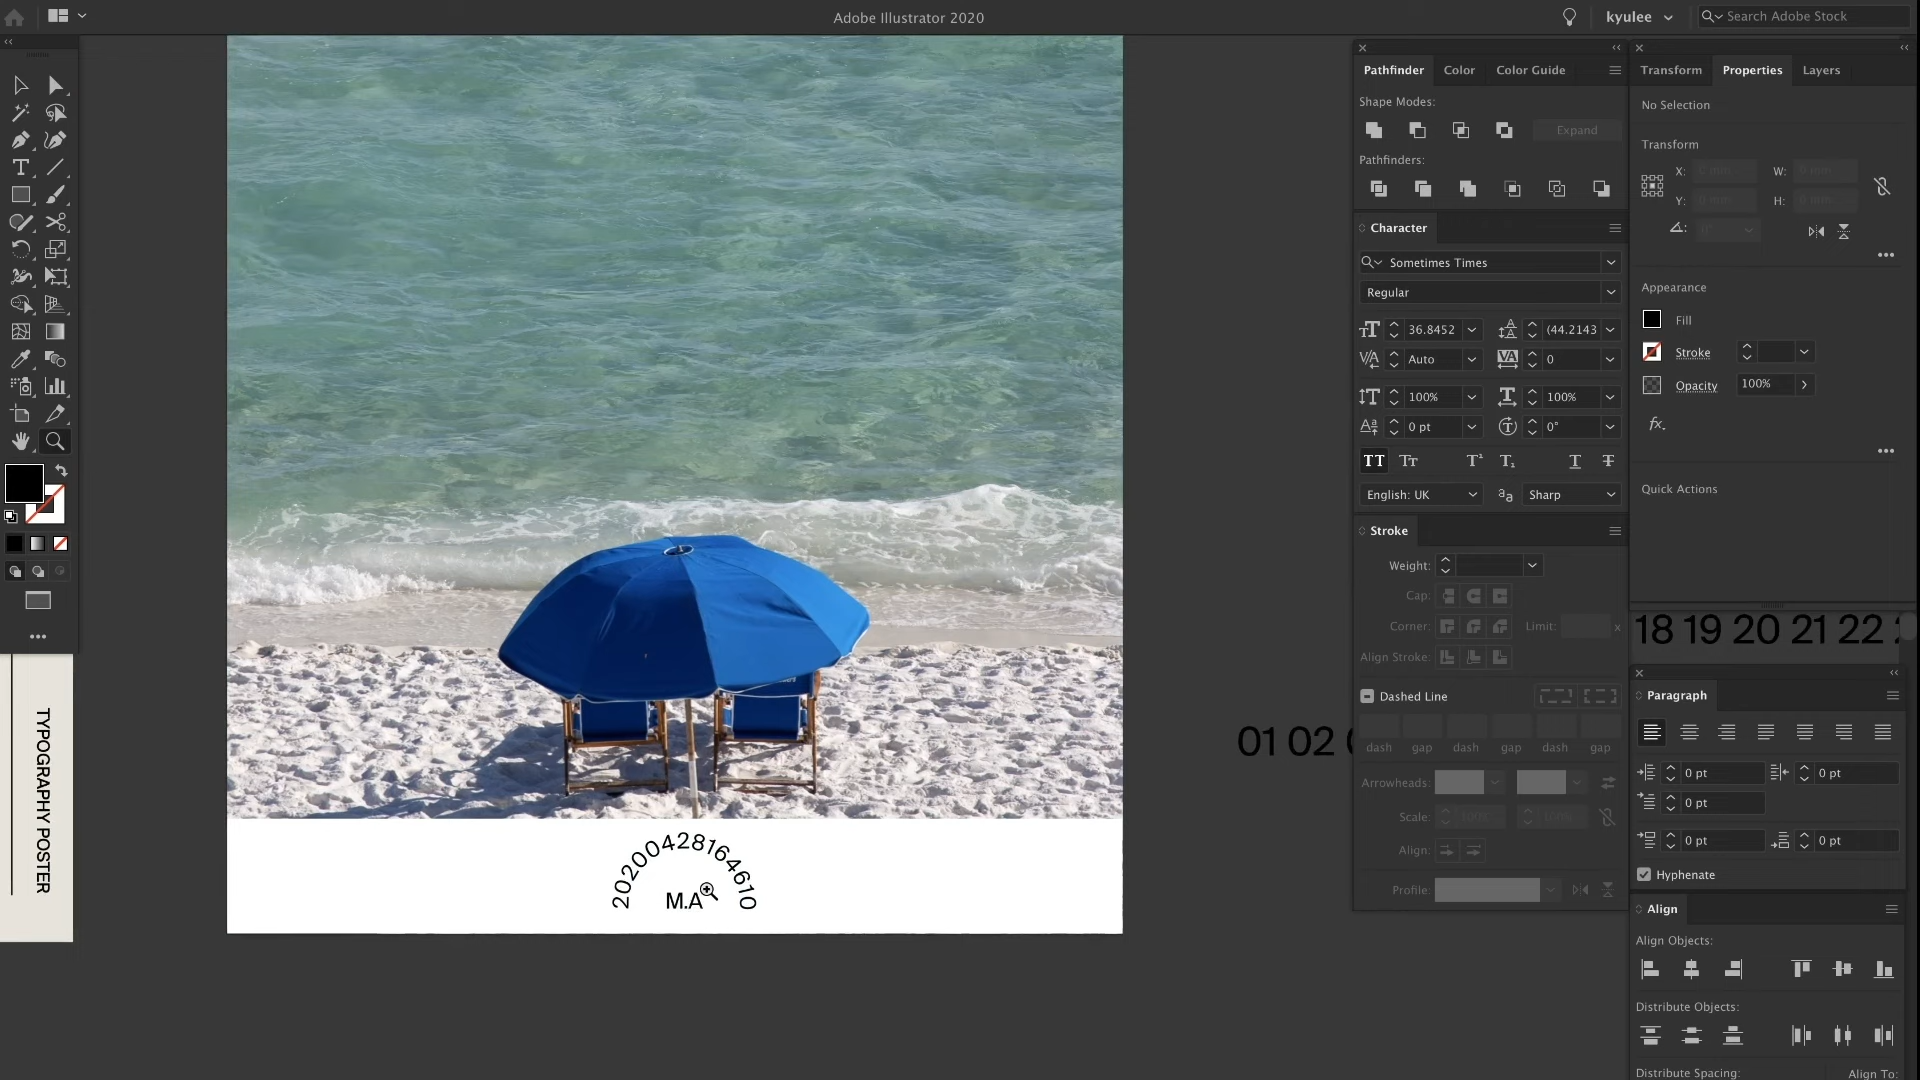 Adobe Illustrator 2020
kyulee
Search Adobe Stock
Pathfinder
Color
Color Guide
Shape Modes:
Expand
Pathfinders:
Character
Sometimes Times
Regular
36.8452
(44.2143
Auto
0
100%
100%
0 pt
0°
English: UK
Sharp
Stroke
Weight:
Cap:
Corner:
Limit:
x
Align Stroke:
Dashed Line
dash
gap
dash
gap
dash
gap
Arrowheads:
Scale:
Align:
Profile:
Transform
Properties
Layers
No Selection
Transform
X:
W:
Y:
H:
Appearance
Fill
Stroke
Opacity
100%
fx.
Quick Actions
18 19 20 21 22
Paragraph
0 pt
0 pt
0 pt
0 pt
0 pt
Hyphenate
Align
Align Objects:
Distribute Objects:
Distribute Spacing:
Align To:
01 02
TYPOGRAPHY POSTER
20200428164610
M.A